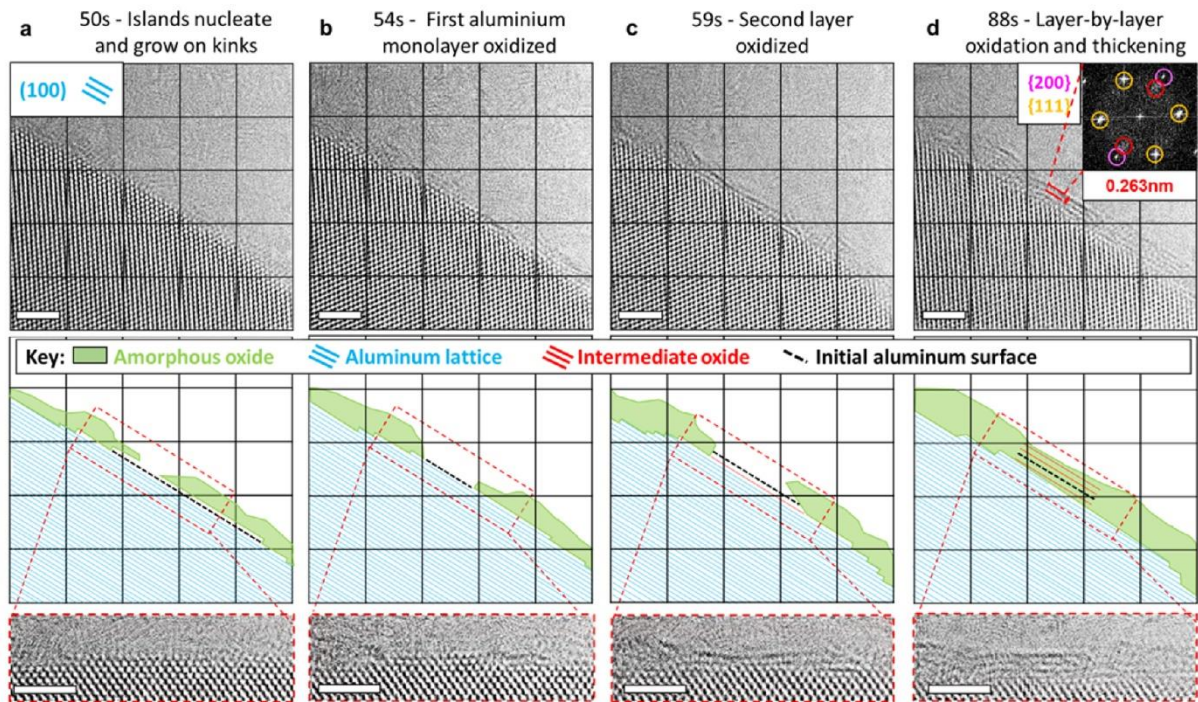 a
50s - Islands nucleate
and grow on kinks
b
54s - First aluminium
monolayer oxidized
c
59s - Second layer
oxidized
d
88s - Layer-by-layer
oxidation and thickening
(100)
{200}
{111}
0.263nm
Key: Amorphous oxide Aluminum lattice Intermediate oxide Initial aluminum surface